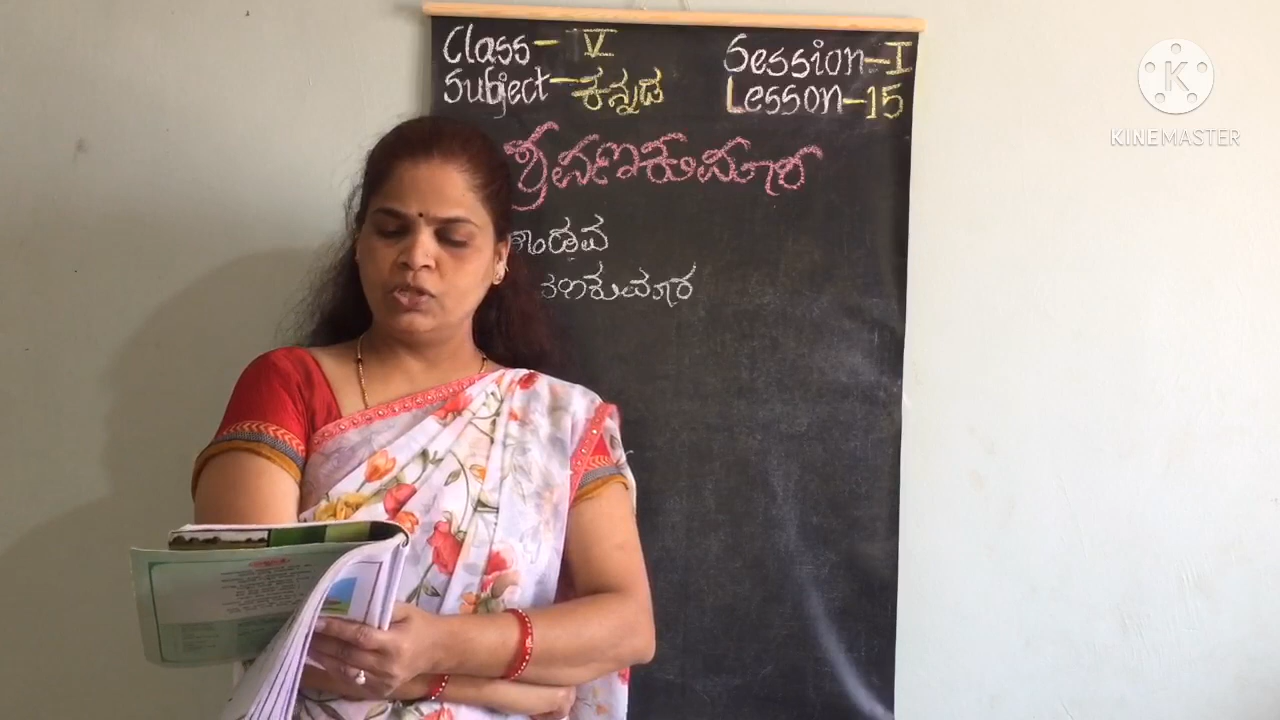 Class- V
Subject-ಕನ್ನಡ
Session-I
Lesson-15
ಶ್ರವಣಕುಮಾರ
K
KINEMASTER